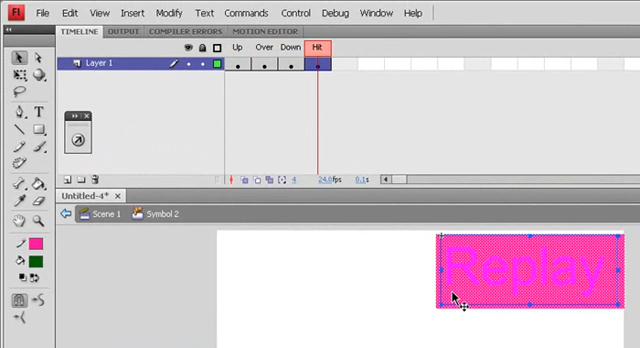 Fl File Edit View Insert Modify Text Commands Control Debug Window Help
TIMELINE OUTPUT COMPILER ERRORS MOTION EDITOR
Up Over Down Hit
Layer 1
4 24.0fps 0.1s
Untitled-4* ×
Scene 1 Symbol 2
Replay
T